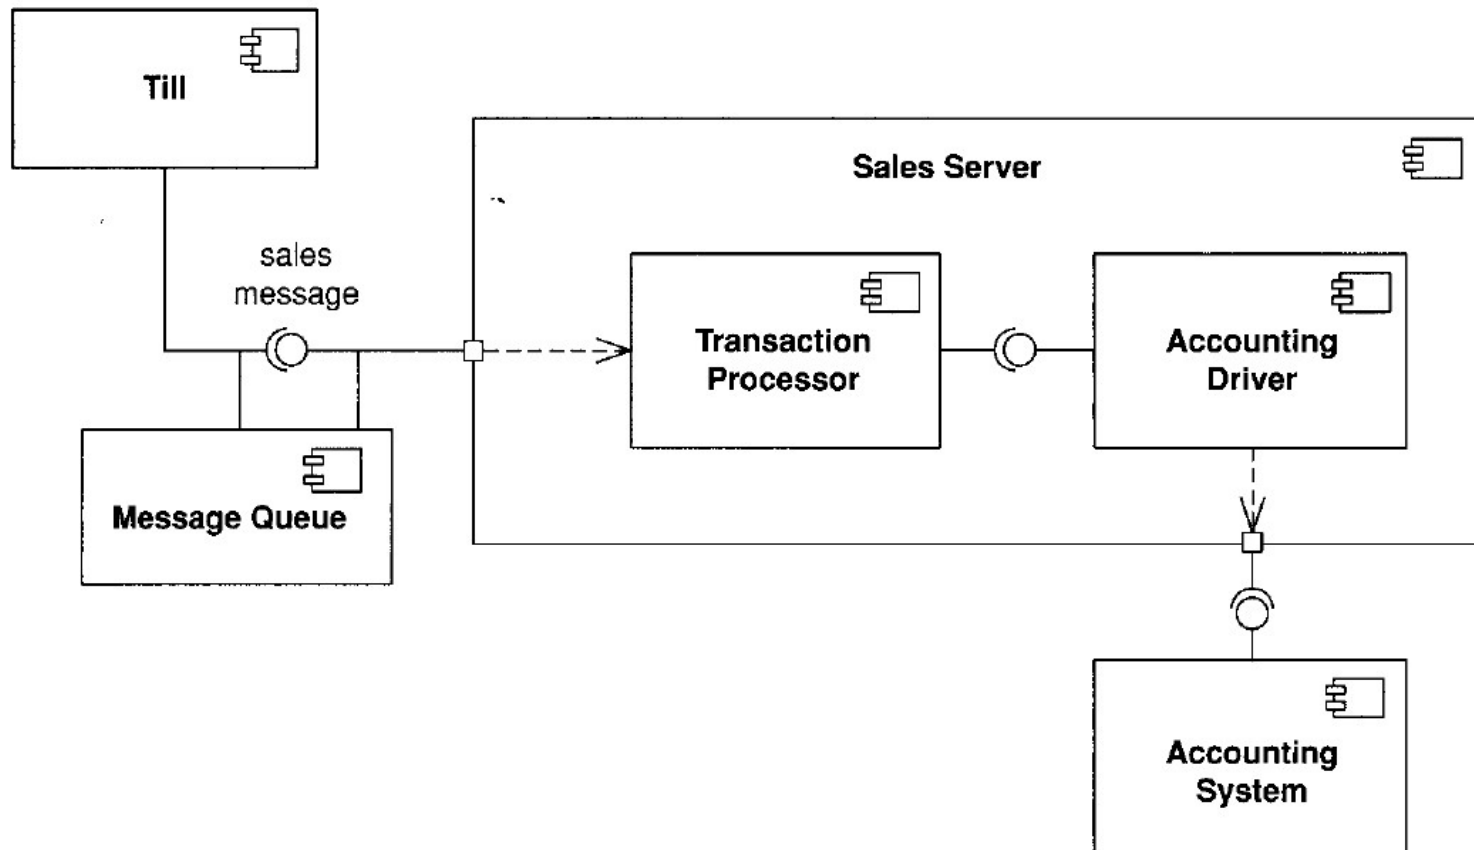 Till
Sales Server
sales
message
Transaction
Processor
Accounting
Driver
Message Queue
Accounting
System